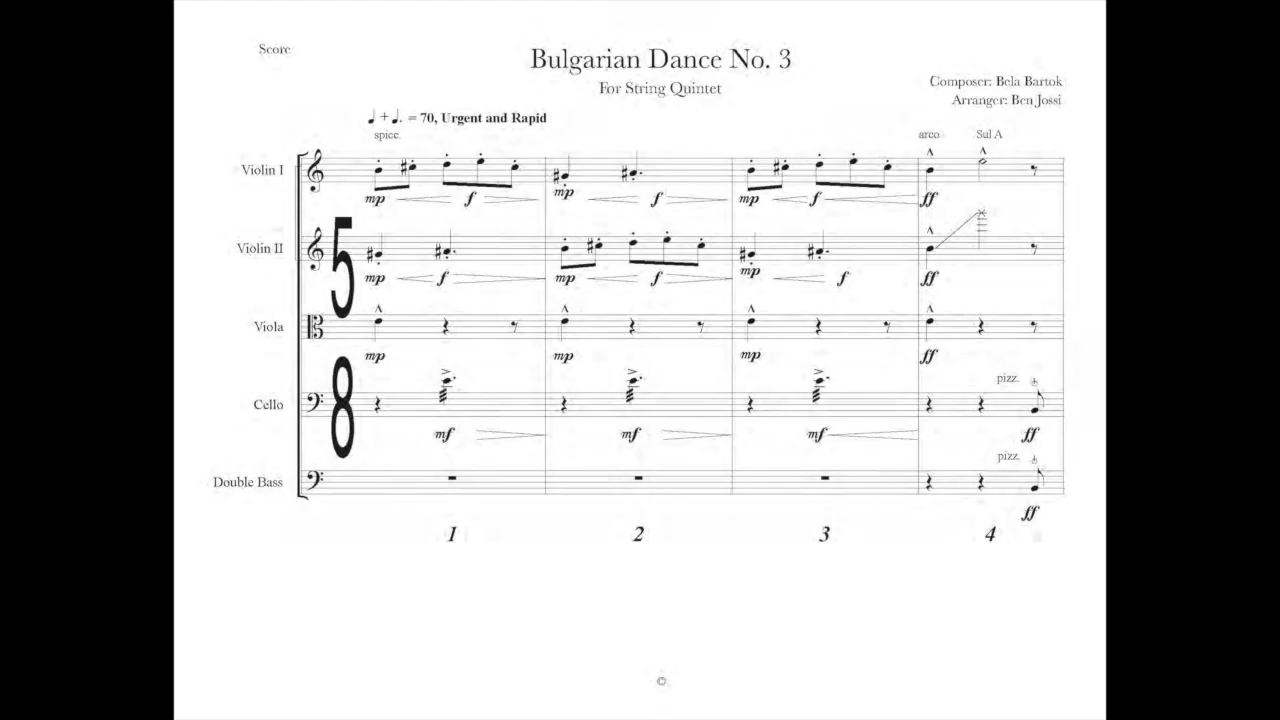 Score
Bulgarian Dance No. 3
For String Quintet
Composer: Bela Bartok
Arranger: Ben Jossi
♩ + ♩. = 70, Urgent and Rapid
spicc.
arco
Sul A
Violin I
mp f mp f mp f ff
Violin II
mp f mp f mp f ff
5
8
Viola
mp mp mp ff
pizz.
Cello
mf mf mf ff
pizz.
Double Bass
ff
1 2 3 4
©